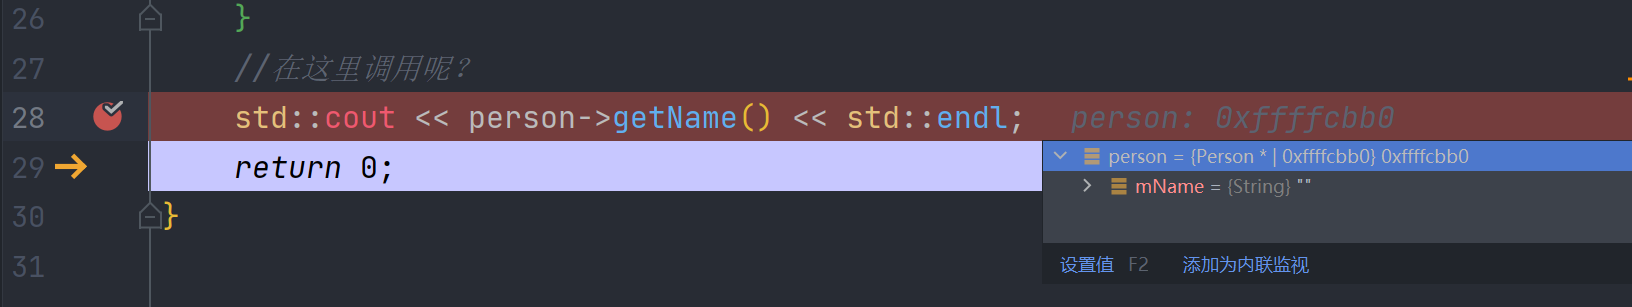 26 }
27 //在这里调用呢？
28 std::cout << person->getName() << std::endl; person: 0xffffcbb0
29 return 0;
person = {Person * | 0xffffcbb0} 0xffffcbb0
mName = {String} ""
30 }
31
设置值 F2 添加为内联监视